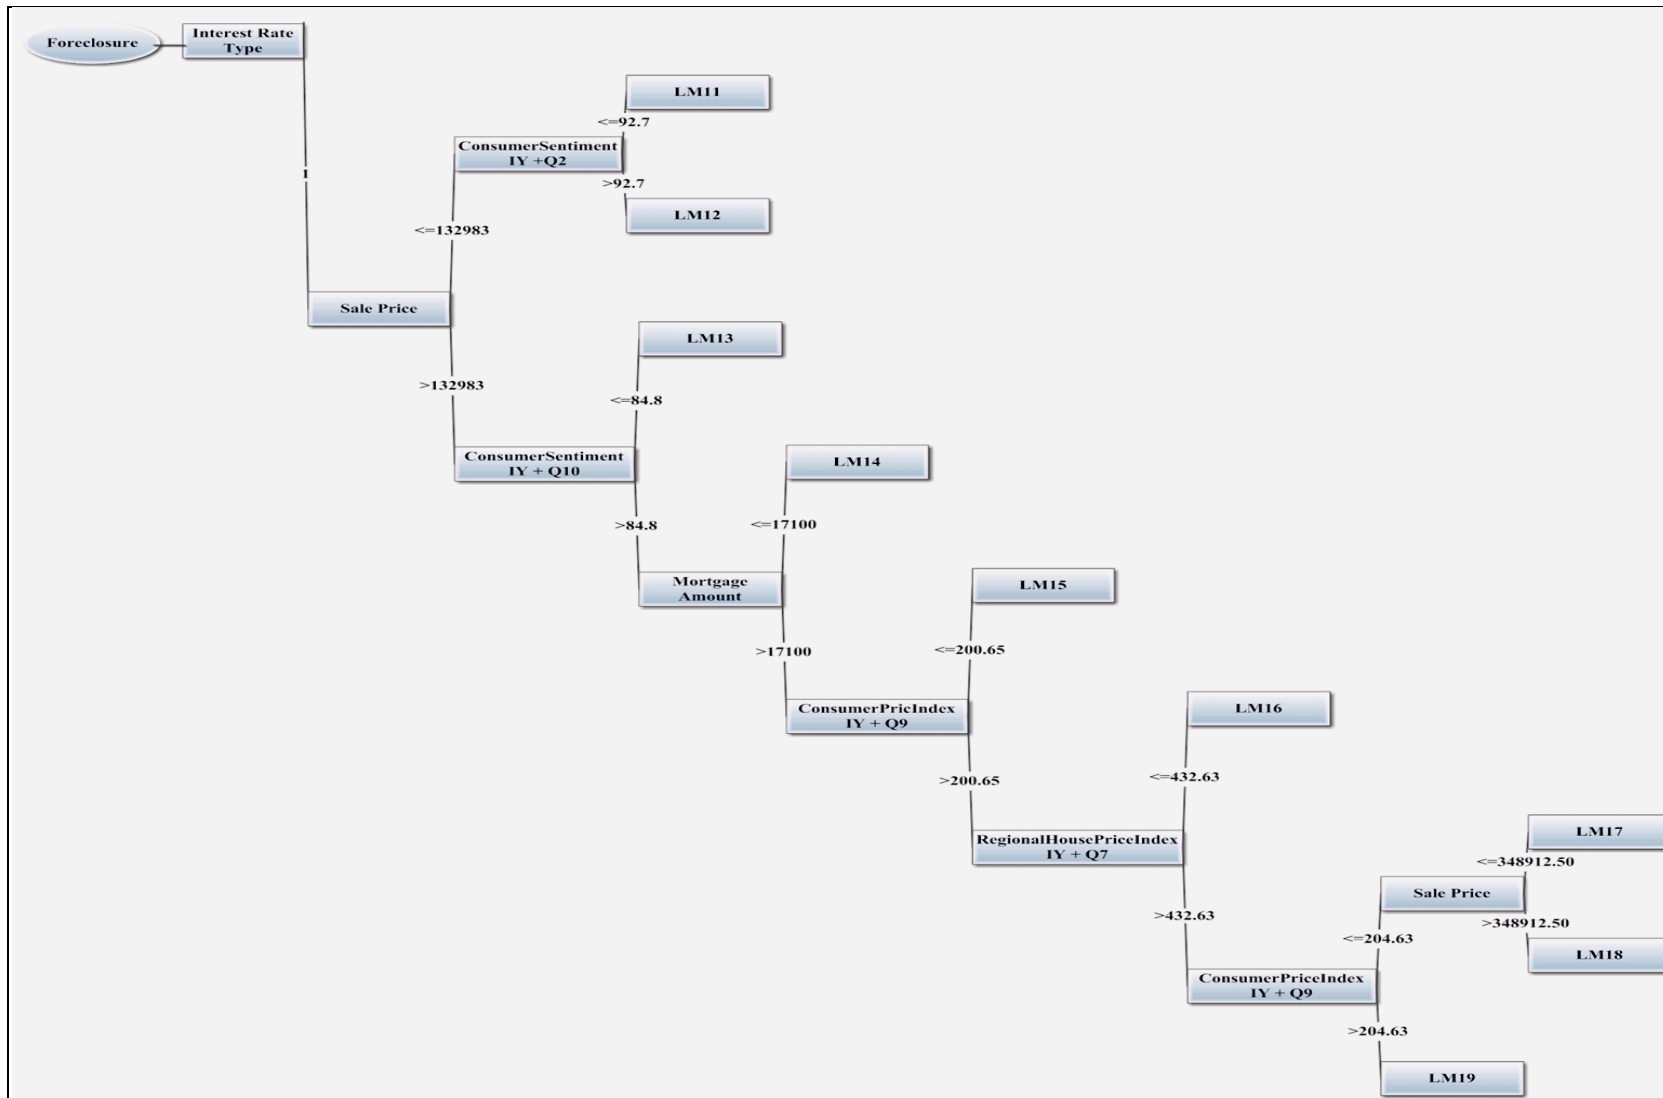 Foreclosure
Interest Rate
Type
LM11
<=92.7
ConsumerSentiment
IY +Q2
>92.7
LM12
1
<=132983
Sale Price
LM13
>132983
<=84.8
ConsumerSentiment
IY + Q10
LM14
>84.8
<=17100
Mortgage
Amount
LM15
>17100
<=200.65
ConsumerPricIndex
IY + Q9
LM16
>200.65
<=432.63
RegionalHousePriceIndex
IY + Q7
LM17
<=348912.50
Sale Price
>348912.50
>432.63
<=204.63
LM18
ConsumerPriceIndex
IY + Q9
>204.63
LM19